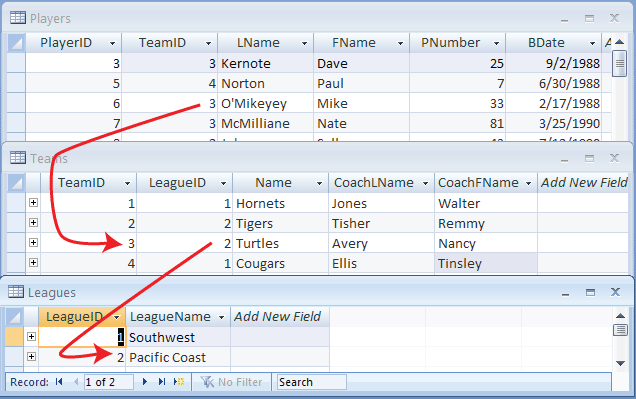 Players
PlayerID TeamID LName FName PNumber BDate
3 3 Kernote Dave 25 9/2/1988
5 4 Norton Paul 7 6/30/1988
6 3 O'Mikeyey Mike 33 2/17/1988
7 3 McMilliane Nate 81 3/25/1990
Teams
TeamID LeagueID Name CoachLName CoachFName Add New Field
1 1 Hornets Jones Walter
2 2 Tigers Tisher Remmy
3 2 Turtles Avery Nancy
4 1 Cougars Ellis Tinsley
Leagues
LeagueID LeagueName Add New Field
1 Southwest
2 Pacific Coast
Record: 1 of 2 No Filter Search